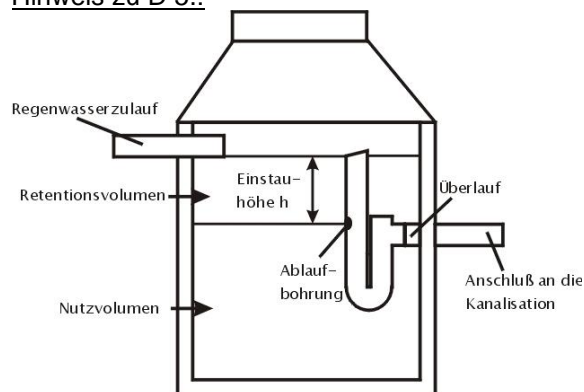 Hinweis zu D 3.:
Regenwasserzulauf
Retentionsvolumen
Einstau-
höhe h
Überlauf
Ablauf-
bohrung
Anschluß an die
Kanalisation
Nutzvolumen